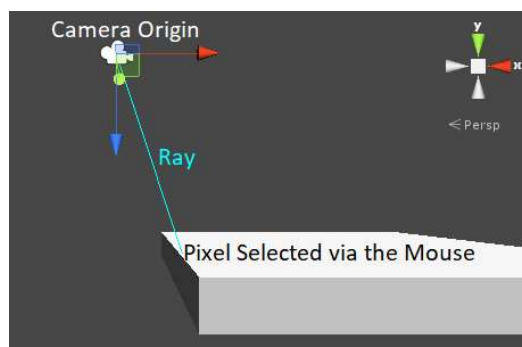 Camera Origin
y
x
< Persp
Ray
Pixel Selected via the Mouse